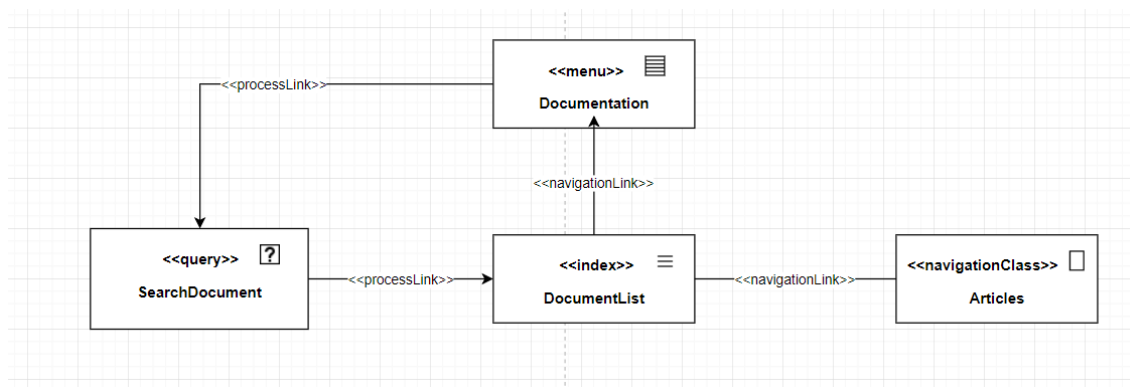 <<menu>>
Documentation
<<processLink>>
<<navigationLink>>
<<query>>
?
SearchDocument
<<processLink>>
<<index>>
DocumentList
<<navigationLink>>
<<navigationClass>>
Articles